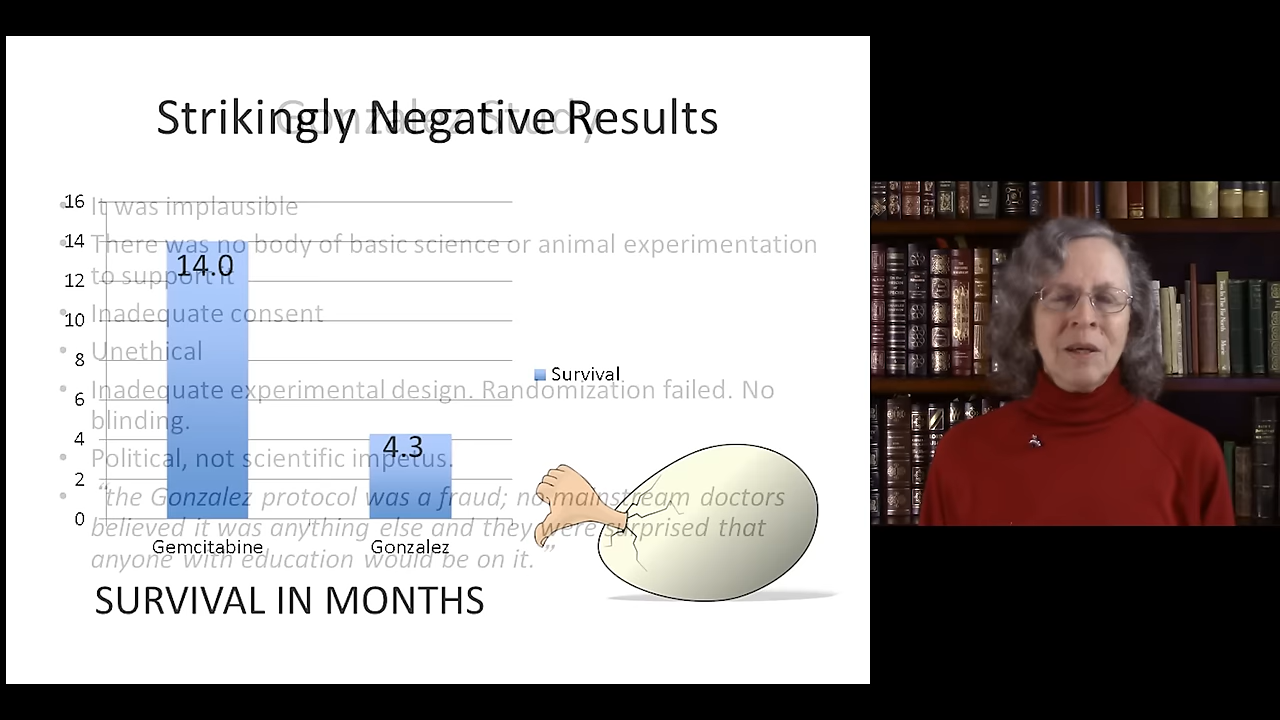 Strikingly Negative Results
Gonzalez Study
16
14
12
10
8
6
4
2
0
14.0
4.3
Gemcitabine
Gonzalez
Survival
SURVIVAL IN MONTHS
• It was implausible
• There was no body of basic science or animal experimentation
to support it
• Inadequate consent
• Unethical
• Inadequate experimental design. Randomization failed. No
blinding.
• Political, not scientific impetus.
• “the Gonzalez protocol was a fraud; no mainstream doctors
believed it was anything else and they were surprised that
anyone with education would be on it.”